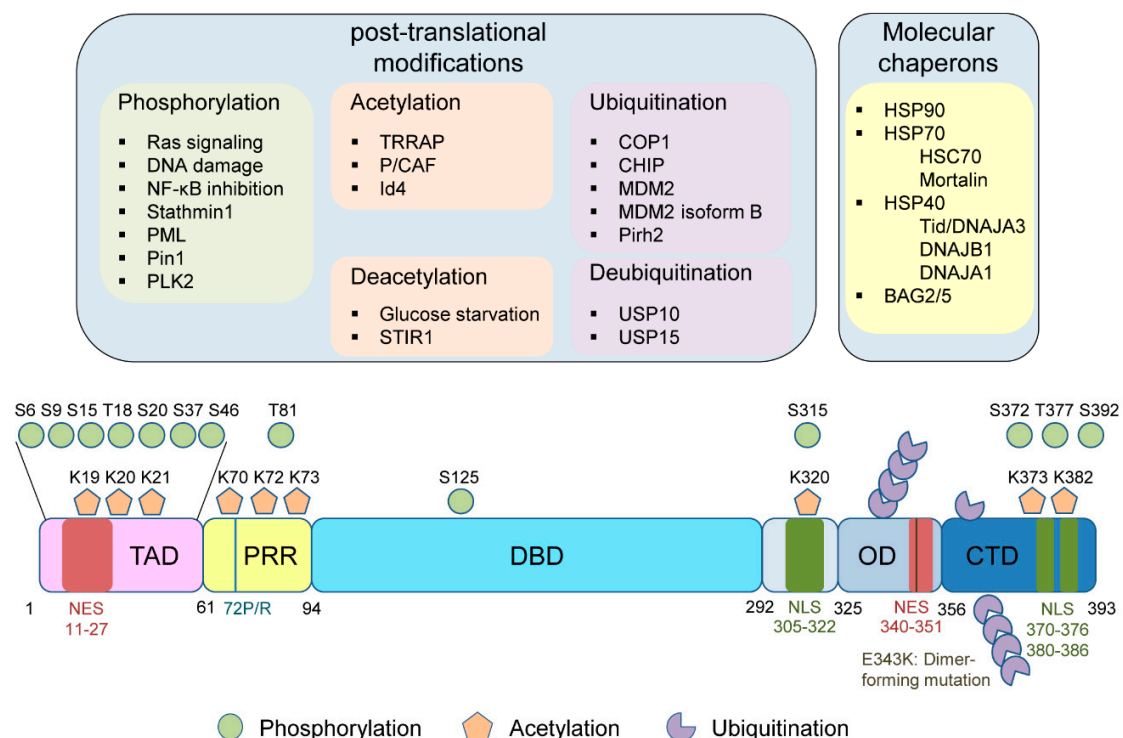 post-translational
modifications
Phosphorylation
▪ Ras signaling
▪ DNA damage
▪ NF-κB inhibition
▪ Stathmin1
▪ PML
▪ Pin1
▪ PLK2
Acetylation
▪ TRRAP
▪ P/CAF
▪ Id4
Deacetylation
▪ Glucose starvation
▪ STIR1
Ubiquitination
▪ COP1
▪ CHIP
▪ MDM2
▪ MDM2 isoform B
▪ Pirh2
Deubiquitination
▪ USP10
▪ USP15
Molecular
chaperons
▪ HSP90
▪ HSP70
HSC70
Mortalin
▪ HSP40
Tid/DNAJA3
DNAJB1
DNAJA1
▪ BAG2/5
S6 S9 S15 T18 S20 S37 S46 T81 S315 S372 T377 S392
K19 K20 K21 K70 K72 K73 S125 K320 K373 K382
TAD PRR DBD OD CTD
1 NES 61 72P/R 94 292 NLS 325 NES 356 NLS 393
11-27 305-322 340-351 370-376
380-386
E343K: Dimer-
forming mutation
Phosphorylation Acetylation Ubiquitination